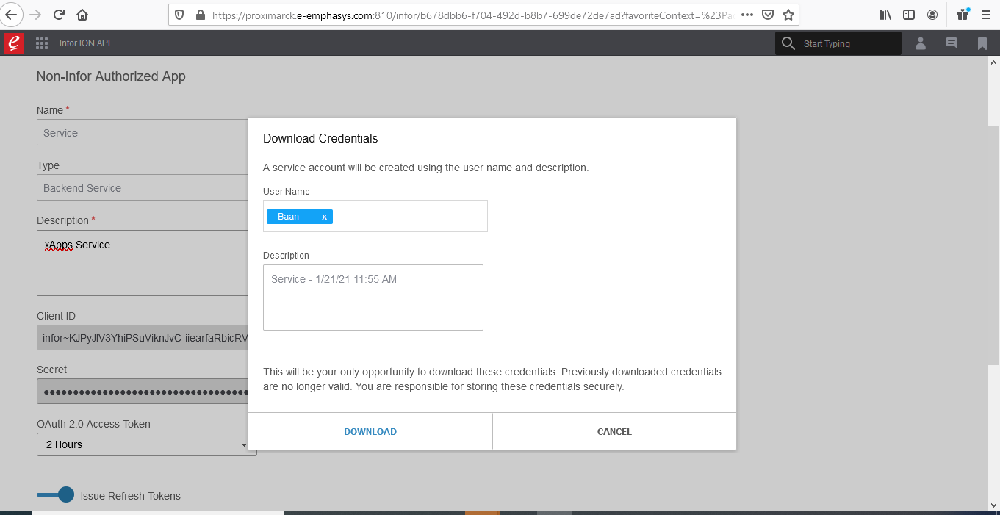 https://proximarck.e-emphasys.com:810/infor/b678dbb6-f704-492d-b8b7-699de72de7ad?favoriteContext=%23Pa
Infor ION API
Start Typing
Non-Infor Authorized App
Name *
Service
Type
Backend Service
Description *
xApps Service
Client ID
infor~KJPyJlV3YhiPSuViknJvC-iiearfaRbicRV
Secret
OAuth 2.0 Access Token
2 Hours
Issue Refresh Tokens
Download Credentials
A service account will be created using the user name and description.
User Name
Baan x
Description
Service - 1/21/21 11:55 AM
This will be your only opportunity to download these credentials. Previously downloaded credentials
are no longer valid. You are responsible for storing these credentials securely.
DOWNLOAD
CANCEL